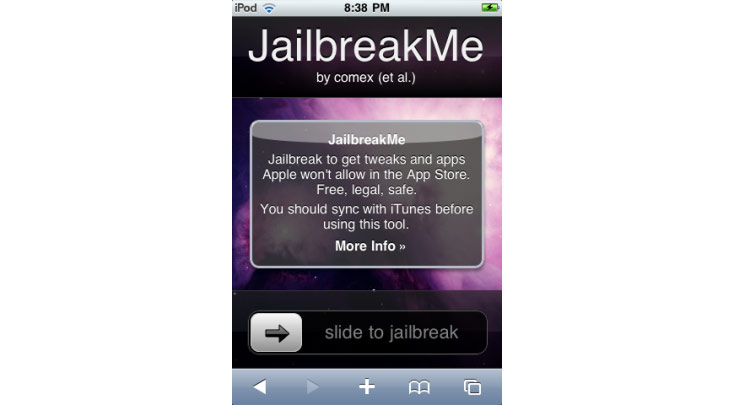 iPod 8:38 PM
JailbreakMe
by comex (et al.)
JailbreakMe
Jailbreak to get tweaks and apps
Apple won't allow in the App Store.
Free, legal, safe.
You should sync with iTunes before
using this tool.
More Info »
slide to jailbreak